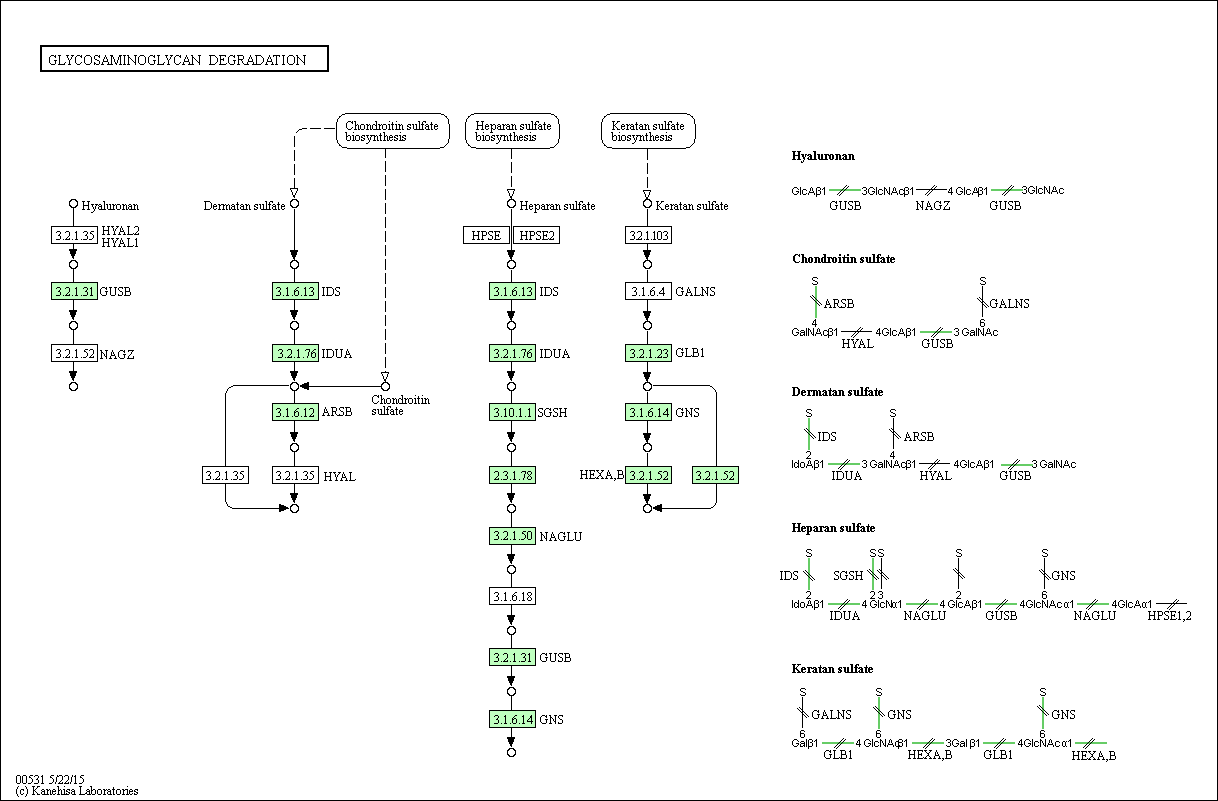 GLYCOSAMINOGLYCAN DEGRADATION
Chondroitin sulfate
biosynthesis
Heparan sulfate
biosynthesis
Keratan sulfate
biosynthesis
Hyaluronan
Dermatan sulfate
Heparan sulfate
Keratan sulfate
3.2.1.35
HYAL2
HYAL1
HPSE
HPSE2
3.2.1.103
3.2.1.31
GUSB
3.1.6.13
IDS
3.1.6.13
IDS
3.1.6.4
GALNS
3.2.1.52
NAGZ
3.2.1.76
IDUA
3.2.1.76
IDUA
3.2.1.23
GLB1
Chondroitin
sulfate
3.1.6.12
ARSB
3.10.1.1
SGSH
3.1.6.14
GNS
3.2.1.35
3.2.1.35
HYAL
2.3.1.78
HEXA,B
3.2.1.52
3.2.1.52
3.2.1.50
NAGLU
3.1.6.18
3.2.1.31
GUSB
3.1.6.14
GNS
Hyaluronan
GlcAβ1 3GlcNAcβ1 4 GlcAβ1 3GlcNAc
GUSB NAGZ GUSB
Chondroitin sulfate
S S
ARSB GALNS
4 6
GalNAcβ1 4GlcAβ1 3 GalNAc
HYAL GUSB
Dermatan sulfate
S S
IDS ARSB
2 4
IdoAβ1 3 GalNAcβ1 4GlcAβ1 3 GalNAc
IDUA HYAL GUSB
Heparan sulfate
S S S S S
IDS SGSH GNS
2 2 3 2 6
IdoAβ1 4 GlcNα1 4 GlcAβ1 4GlcNAcα1 4GlcAα1
IDUA NAGLU GUSB NAGLU HPSE1,2
Keratan sulfate
S S S
GALNS GNS GNS
6 6 6
Galβ1 4 GlcNAcβ1 3Galβ1 4GlcNAcα1
GLB1 HEXA,B GLB1 HEXA,B
00531 5/22/15
(c) Kanehisa Laboratories